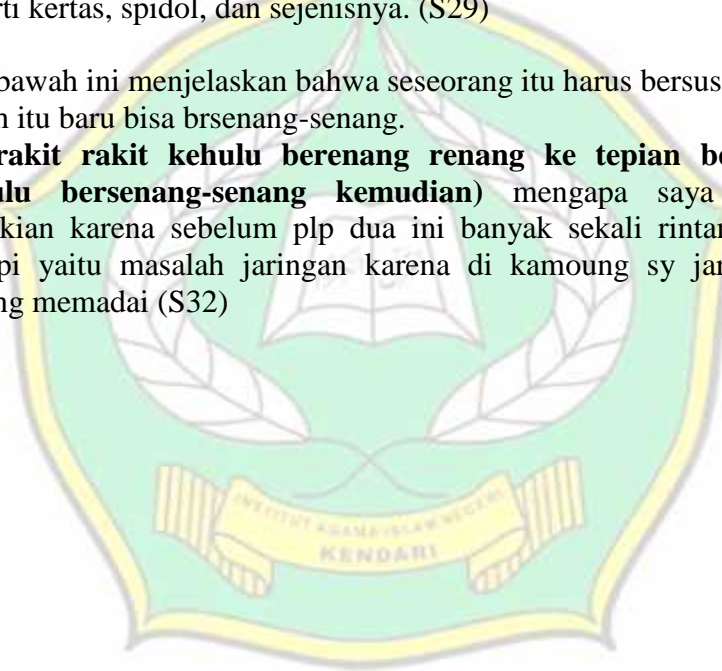 rti kertas, spidol, dan sejenisnya. (S29)
bawah ini menjelaskan bahwa seseorang itu harus bersus
n itu baru bisa brsenang-senang.
rakit rakit kehulu berenang renang ke tepian be
ulu bersenang-senang kemudian) mengapa saya
kian karena sebelum plp dua ini banyak sekali rintan
pi yaitu masalah jaringan karena di kamoung sy jar
ng memadai (S32)
INSTITUT AGAMA ISLAM NEGERI
KENDARI